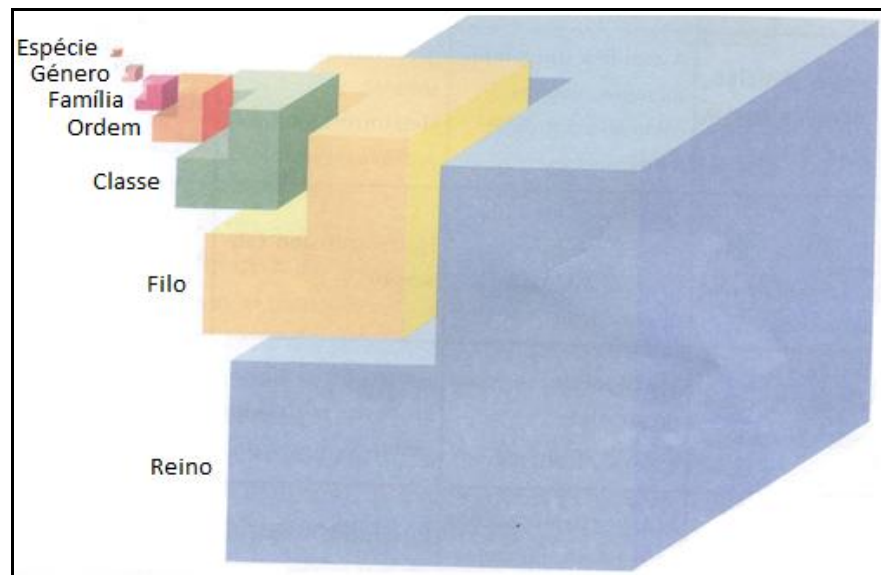 Espécie
Género
Família
Ordem
Classe
Filo
Reino